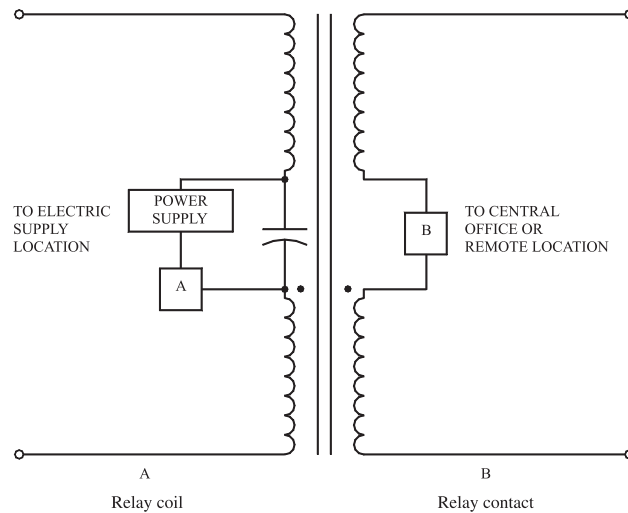 POWER
SUPPLY
TO ELECTRIC
SUPPLY
LOCATION
A
B
TO CENTRAL
OFFICE OR
REMOTE LOCATION
A
Relay coil
B
Relay contact